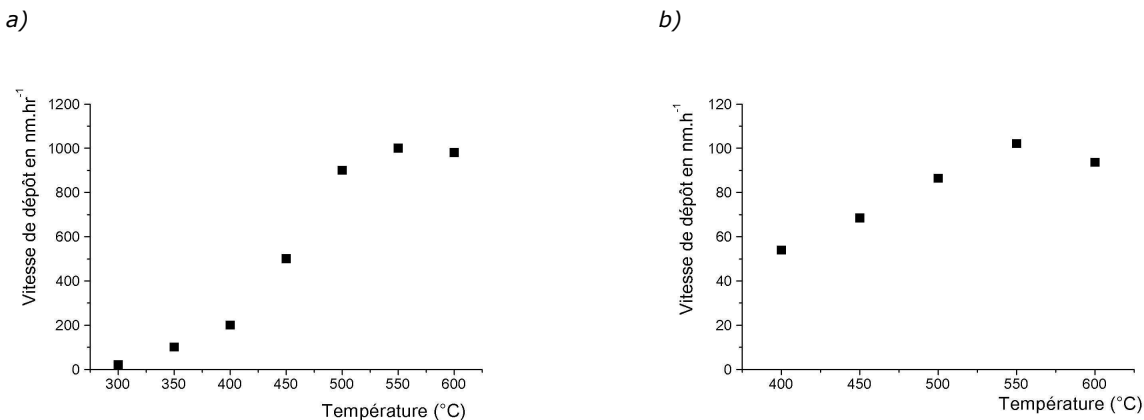 a)
Vitesse de dépôt en nm.hr⁻¹
1200
1000
800
600
400
200
0
300 350 400 450 500 550 600
Température (°C)
b)
Vitesse de dépôt en nm.h⁻¹
120
100
80
60
40
20
0
400 450 500 550 600
Température (°C)